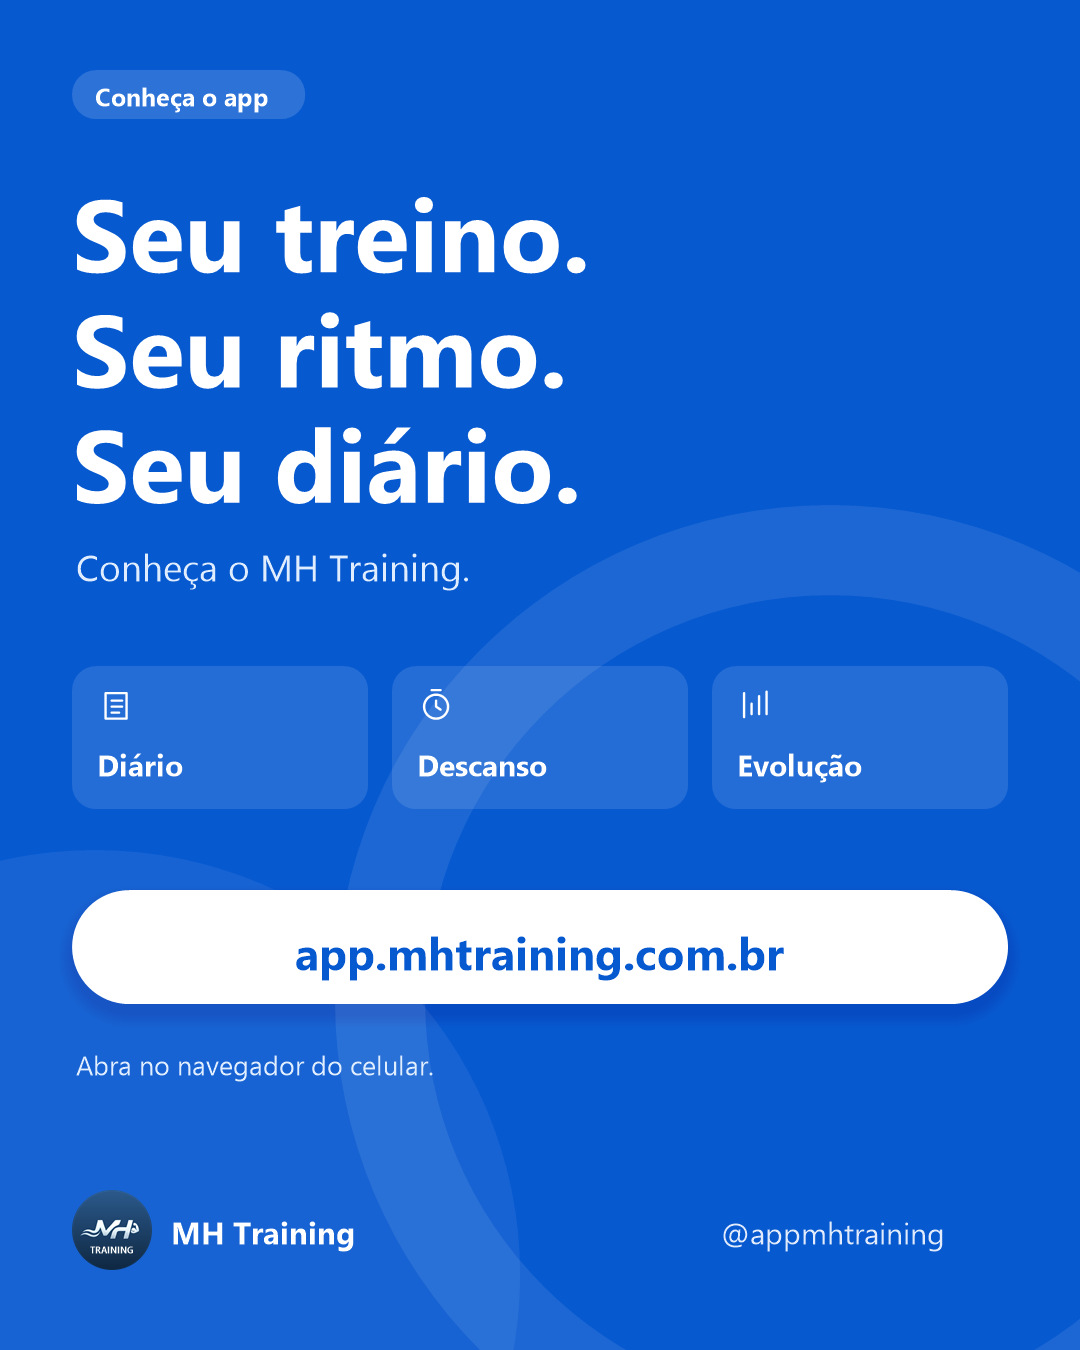 Conheça o app
Seu treino.
Seu ritmo.
Seu diário.
Conheça o MH Training.
Diário
Descanso
Evolução
app.mhtraining.com.br
Abra no navegador do celular.
MH
TRAINING
MH Training
@appmhtraining